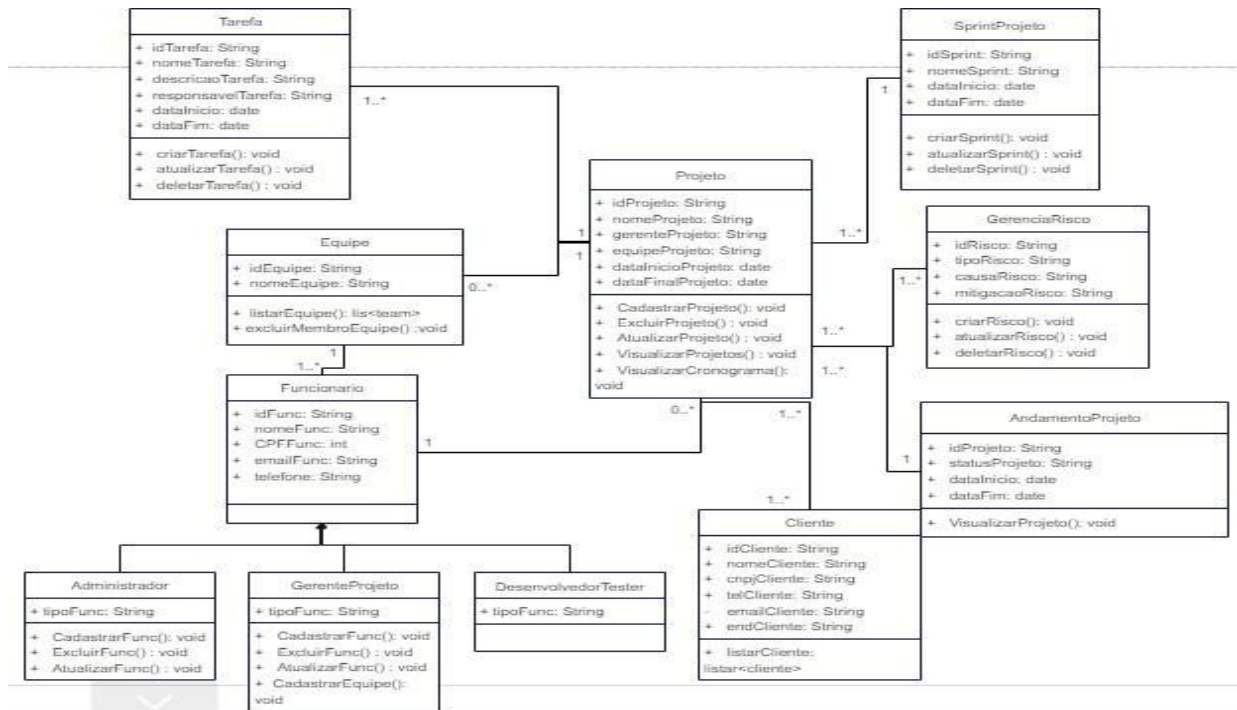 Tarefa
+ idTarefa: String
+ nomeTarefa: String
+ descricaoTarefa: String
+ responsavelTarefa: String
+ dataInicio: date
+ dataFim: date
+ criarTarefa(): void
+ atualizarTarefa() : void
+ deletarTarefa() : void
1..*
SprintProjeto
+ idSprint: String
+ nomeSprint: String
+ dataInicio: date
+ dataFim: date
+ criarSprint(): void
+ atualizarSprint() : void
+ deletarSprint() : void
1
Projeto
+ idProjeto: String
+ nomeProjeto: String
+ gerenteProjeto: String
+ equipeProjeto: String
+ dataInicioProjeto: date
+ dataFinalProjeto: date
+ CadastrarProjeto(): void
+ ExcluirProjeto() : void
+ AtualizarProjeto() : void
+ VisualizarProjetos() : void
+ VisualizarCronograma():
void
1
1
1..*
1..*
1..*
0..*
1..*
Equipe
+ idEquipe: String
+ nomeEquipe: String
+ listarEquipe(): lis<team>
+ excluirMembroEquipe() :void
0..*
1
1..*
GerenciaRisco
+ idRisco: String
+ tipoRisco: String
+ causaRisco: String
+ mitigacaoRisco: String
+ criarRisco(): void
+ atualizarRisco() : void
+ deletarRisco() : void
1..*
Funcionario
+ idFunc: String
+ nomeFunc: String
+ CPFFunc: int
+ emailFunc: String
+ telefone: String
1
AndamentoProjeto
+ idProjeto: String
+ statusProjeto: String
+ dataInicio: date
+ dataFim: date
+ VisualizarProjeto(): void
1
Cliente
+ idCliente: String
+ nomeCliente: String
+ cnpjCliente: String
+ telCliente: String
- emailCliente: String
+ endCliente: String
+ listarCliente:
listar<cliente>
1..*
Administrador
+ tipoFunc: String
+ CadastrarFunc(): void
+ ExcluirFunc() : void
+ AtualizarFunc() : void
GerenteProjeto
+ tipoFunc: String
+ CadastrarFunc(): void
+ ExcluirFunc() : void
+ AtualizarFunc() : void
+ CadastrarEquipe():
void
DesenvolvedorTester
+ tipoFunc: String